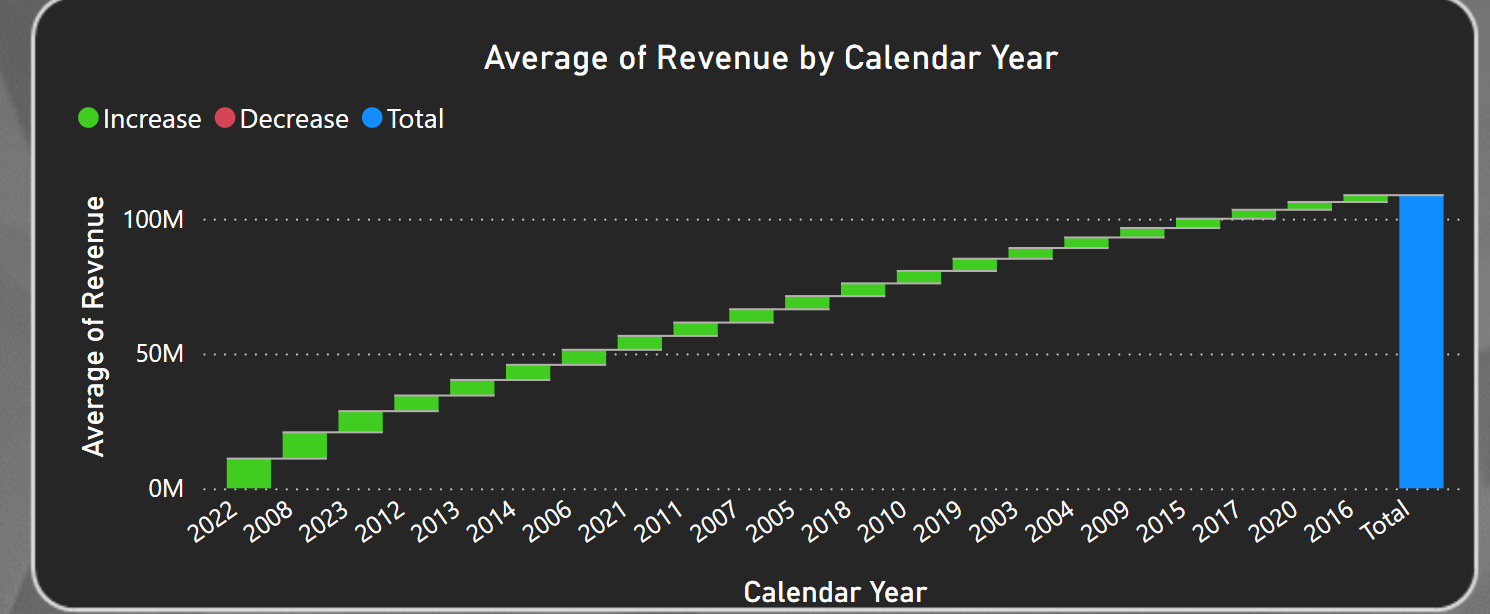 Average of Revenue by Calendar Year
Increase Decrease Total
Average of Revenue
100M
50M
0M
2022 2008 2023 2012 2013 2014 2006 2021 2011 2007 2005 2018 2010 2019 2003 2004 2009 2015 2017 2020 2016 Total
Calendar Year